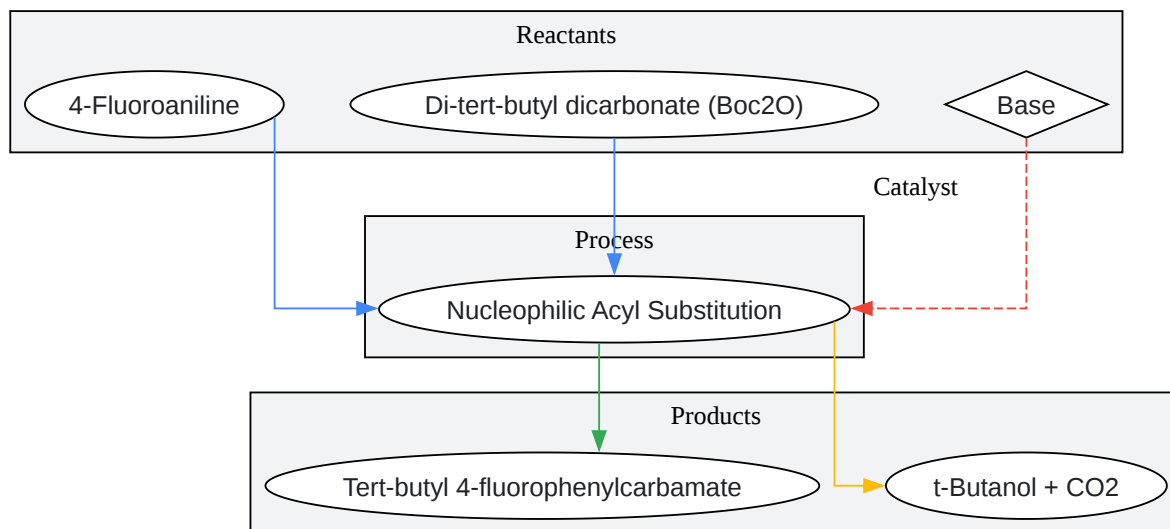 Reactants
4-Fluoroaniline
Di-tert-butyl dicarbonate (Boc2O)
Base
Catalyst
Process
Nucleophilic Acyl Substitution
Products
Tert-butyl 4-fluorophenylcarbamate
t-Butanol + CO2